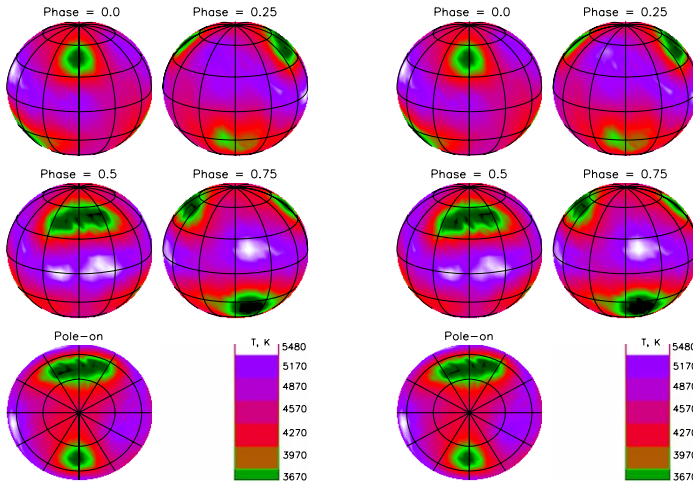 Phase = 0.0 Phase = 0.25 Phase = 0.0 Phase = 0.25
Phase = 0.5 Phase = 0.75 Phase = 0.5 Phase = 0.75
Pole-on Pole-on
T, K 5480 T, K 5480
5170 5170
4870 4870
4570 4570
4270 4270
3970 3970
3670 3670